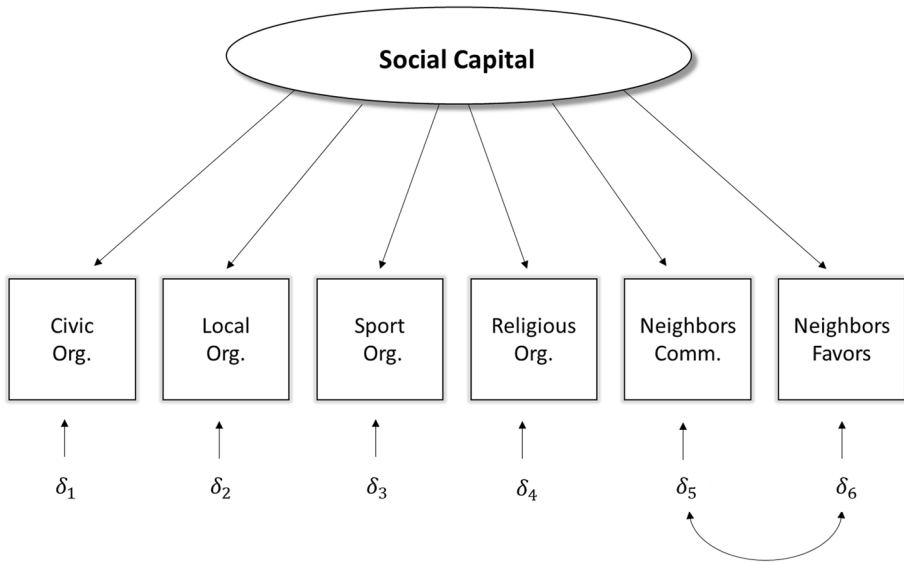 Social Capital
Civic
Org.
Local
Org.
Sport
Org.
Religious
Org.
Neighbors
Comm.
Neighbors
Favors
δ₁
δ₂
δ₃
δ₄
δ₅
δ₆